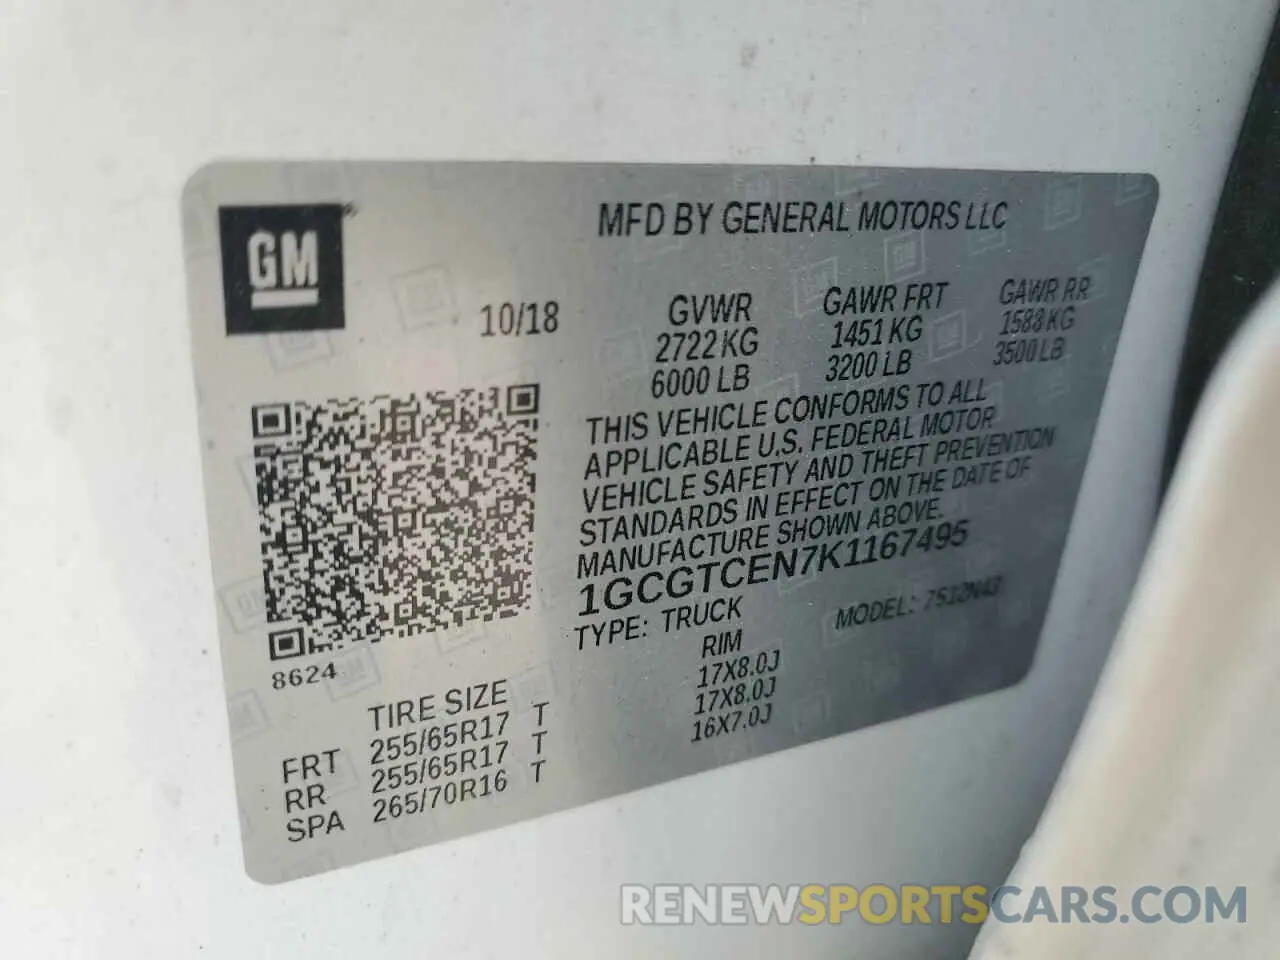 GM
MFD BY GENERAL MOTORS LLC
10/18
GVWR
2722 KG
6000 LB
GAWR FRT
1451 KG
3200 LB
GAWR RR
1588 KG
3500 LB
THIS VEHICLE CONFORMS TO ALL
APPLICABLE U.S. FEDERAL MOTOR
VEHICLE SAFETY AND THEFT PREVENTION
STANDARDS IN EFFECT ON THE DATE OF
MANUFACTURE SHOWN ABOVE.
1GCGTCEN7K1167495
TYPE: TRUCK
MODEL:
8624
TIRE SIZE
RIM
FRT 255/65R17 T 17X8.0J
RR 255/65R17 T 17X8.0J
SPA 265/70R16 T 16X7.0J
RENEWSPORTSCARS.COM